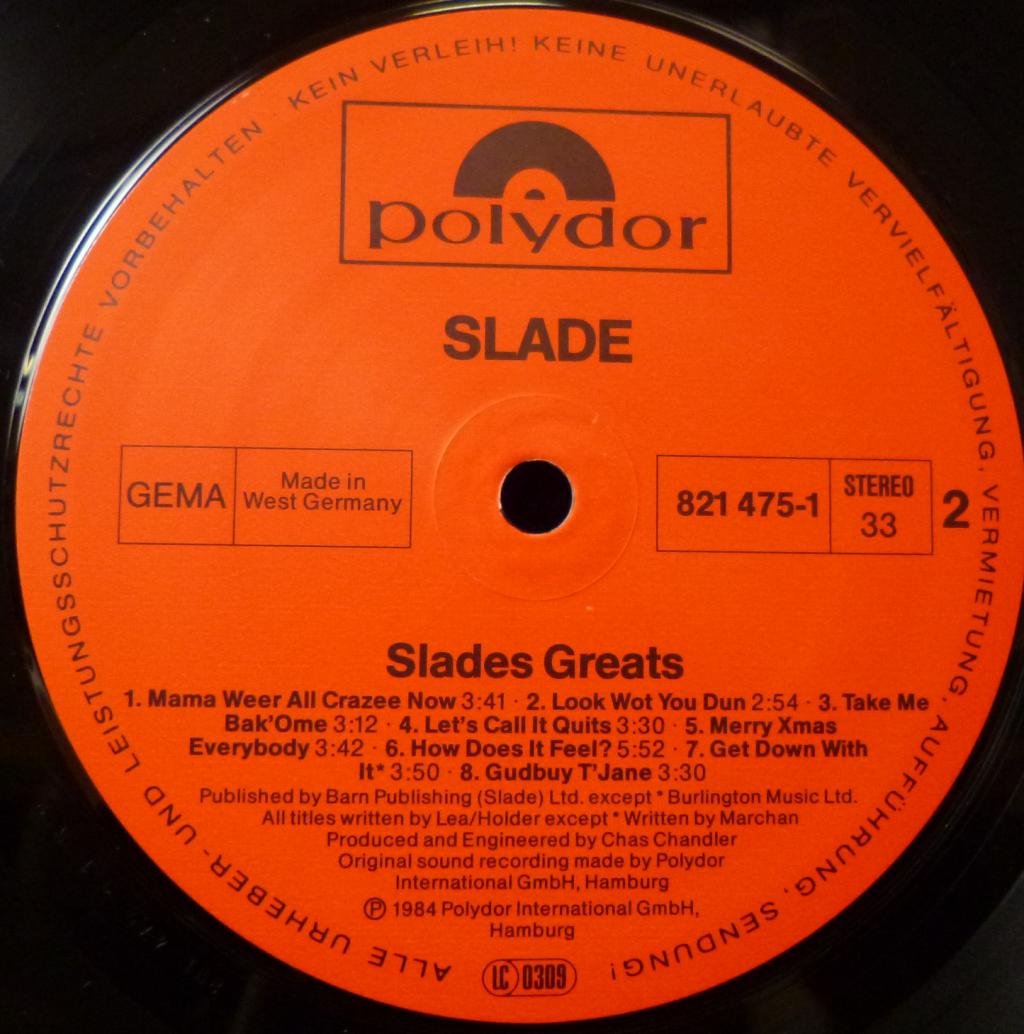 ALLE URHEBER- UND LEISTUNGSSCHUTZRECHTE VORBEHALTEN · KEIN VERLEIH! KEINE UNERLAUBTE VERVIELFÄLTIGUNG, VERMIETUNG, AUFFÜHRUNG, SENDUNG!
polydor
SLADE
GEMA
Made in
West Germany
821 475-1
STEREO
33
2
Slades Greats
1. Mama Weer All Crazee Now 3:41 · 2. Look Wot You Dun 2:54 · 3. Take Me
Bak'Ome 3:12 · 4. Let's Call It Quits 3:30 · 5. Merry Xmas
Everybody 3:42 · 6. How Does It Feel? 5:52 · 7. Get Down With
It* 3:50 · 8. Gudbuy T'Jane 3:30
Published by Barn Publishing (Slade) Ltd. except * Burlington Music Ltd.
All titles written by Lea/Holder except * Written by Marchan
Produced and Engineered by Chas Chandler
Original sound recording made by Polydor
International GmbH, Hamburg
℗ 1984 Polydor International GmbH,
Hamburg
LC 0309